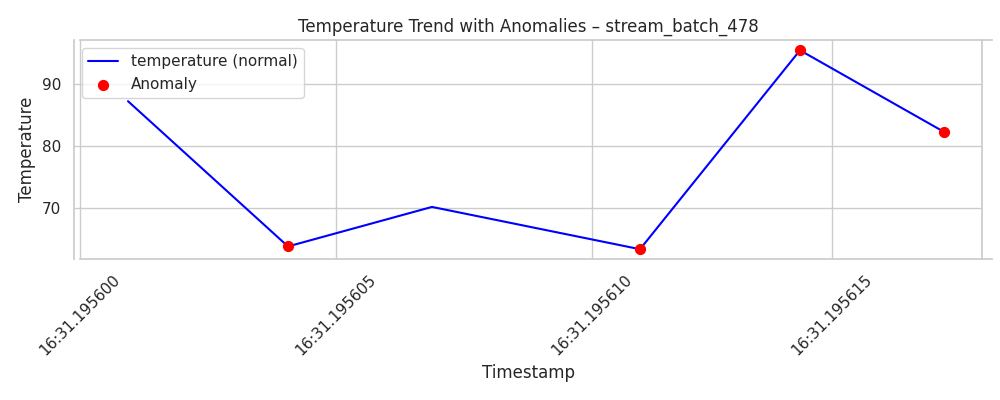 Temperature Trend with Anomalies – stream_batch_478
temperature (normal)
Anomaly
Temperature
90
80
70
16:31.195600
16:31.195605
16:31.195610
16:31.195615
Timestamp